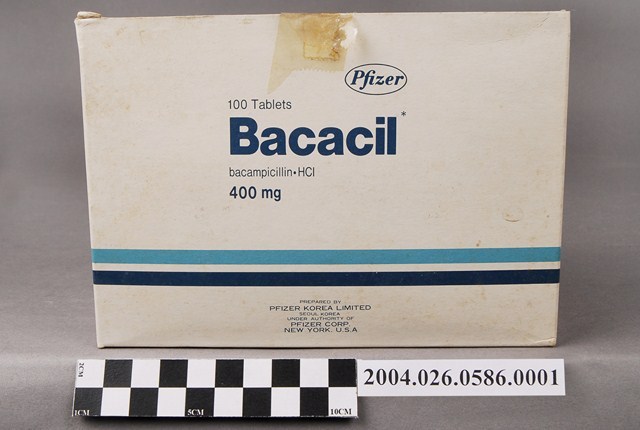 Pfizer
100 Tablets
Bacacil*
bacampicillin•HCl
400 mg
PREPARED BY
PFIZER KOREA LIMITED
SEOUL KOREA
UNDER AUTHORITY OF
PFIZER CORP.
NEW YORK, U.S.A
2CM
1CM
5CM
10CM
2004.026.0586.0001